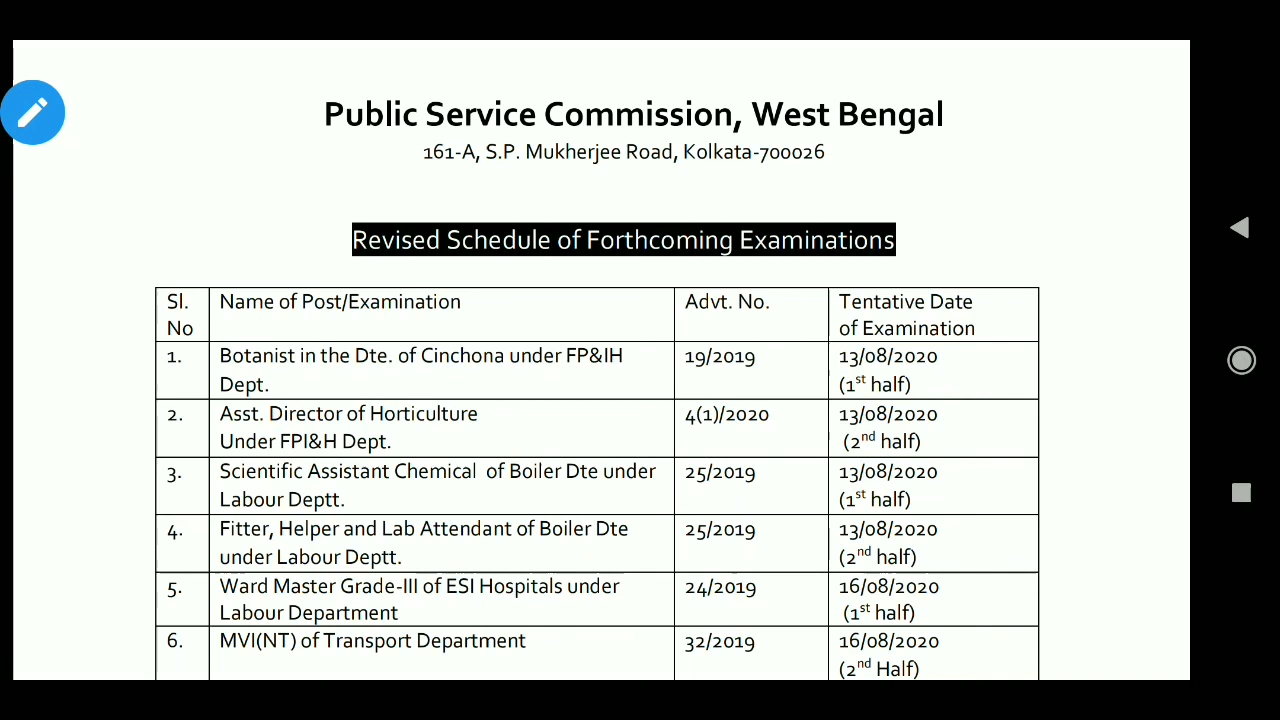 Public Service Commission, West Bengal
161-A, S.P. Mukherjee Road, Kolkata-700026
Revised Schedule of Forthcoming Examinations
Sl. No Name of Post/Examination Advt. No. Tentative Date of Examination
1. Botanist in the Dte. of Cinchona under FP&IH Dept. 19/2019 13/08/2020 (1st half)
2. Asst. Director of Horticulture Under FPI&H Dept. 4(1)/2020 13/08/2020 (2nd half)
3. Scientific Assistant Chemical of Boiler Dte under Labour Deptt. 25/2019 13/08/2020 (1st half)
4. Fitter, Helper and Lab Attendant of Boiler Dte under Labour Deptt. 25/2019 13/08/2020 (2nd half)
5. Ward Master Grade-III of ESI Hospitals under Labour Department 24/2019 16/08/2020 (1st half)
6. MVI(NT) of Transport Department 32/2019 16/08/2020 (2nd Half)